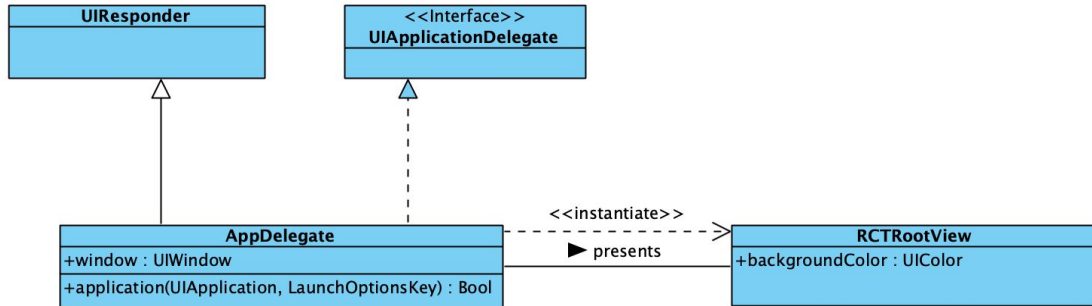 UIResponder
<<Interface>>
UIApplicationDelegate
<<instantiate>>
presents
AppDelegate
+window : UIWindow
+application(UIApplication, LaunchOptionsKey) : Bool
RCTRootView
+backgroundColor : UIColor